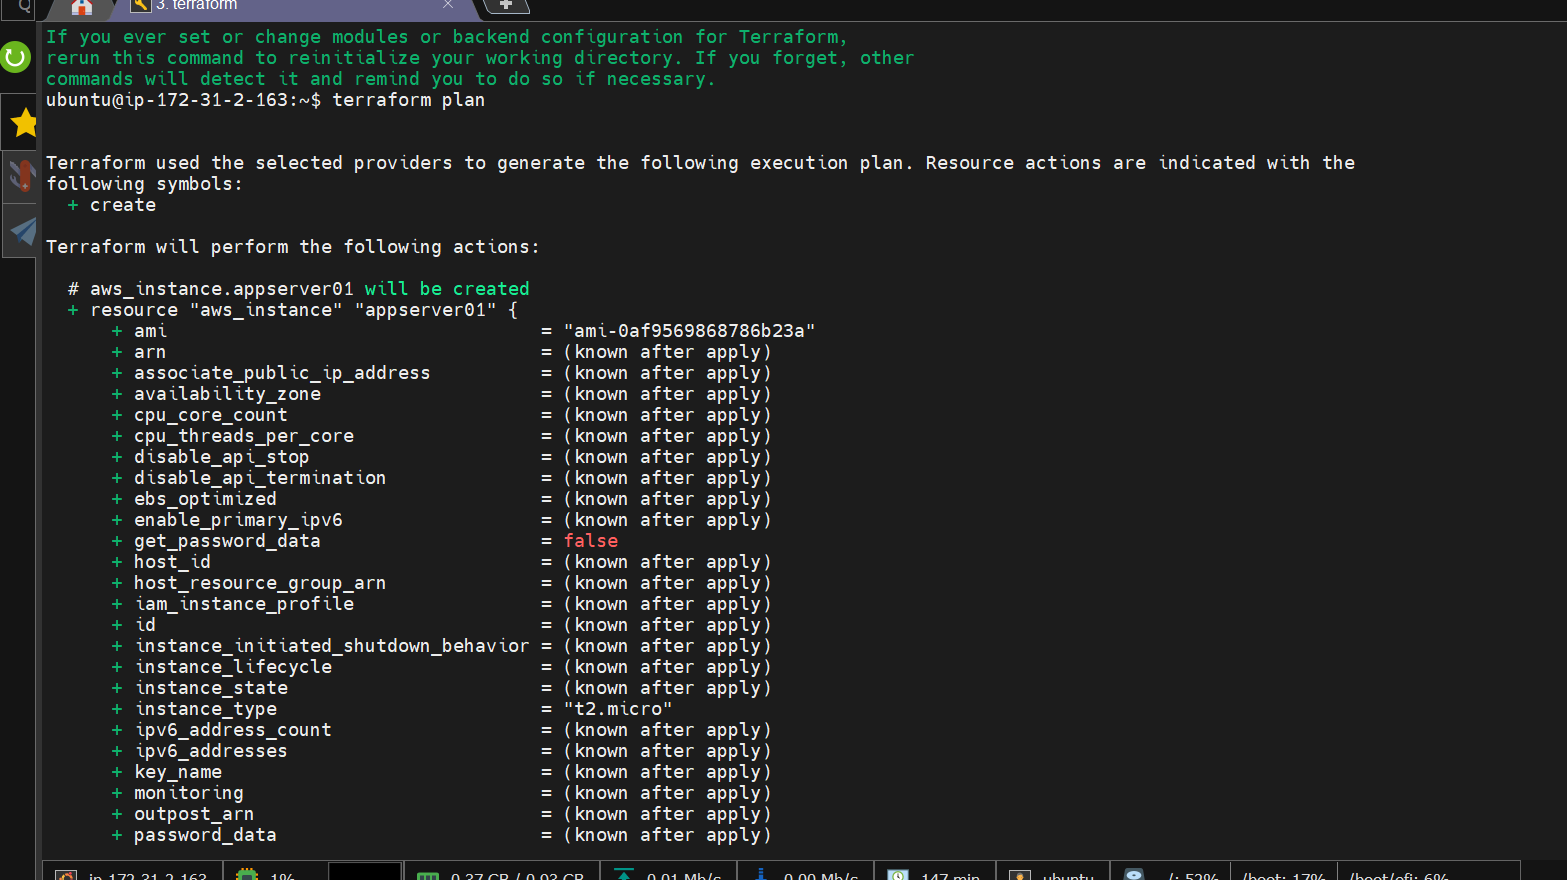 3. terraform
If you ever set or change modules or backend configuration for Terraform,
rerun this command to reinitialize your working directory. If you forget, other
commands will detect it and remind you to do so if necessary.
ubuntu@ip-172-31-2-163:~$ terraform plan
Terraform used the selected providers to generate the following execution plan. Resource actions are indicated with the
following symbols:
+ create
Terraform will perform the following actions:
# aws_instance.appserver01 will be created
+ resource "aws_instance" "appserver01" {
+ ami = "ami-0af9569868786b23a"
+ arn = (known after apply)
+ associate_public_ip_address = (known after apply)
+ availability_zone = (known after apply)
+ cpu_core_count = (known after apply)
+ cpu_threads_per_core = (known after apply)
+ disable_api_stop = (known after apply)
+ disable_api_termination = (known after apply)
+ ebs_optimized = (known after apply)
+ enable_primary_ipv6 = (known after apply)
+ get_password_data = false
+ host_id = (known after apply)
+ host_resource_group_arn = (known after apply)
+ iam_instance_profile = (known after apply)
+ id = (known after apply)
+ instance_initiated_shutdown_behavior = (known after apply)
+ instance_lifecycle = (known after apply)
+ instance_state = (known after apply)
+ instance_type = "t2.micro"
+ ipv6_address_count = (known after apply)
+ ipv6_addresses = (known after apply)
+ key_name = (known after apply)
+ monitoring = (known after apply)
+ outpost_arn = (known after apply)
+ password_data = (known after apply)
ip-172-31-2-163 1% 0.37 GB / 0.93 GB 0.01 Mb/s 0.00 Mb/s 147 min ubuntu /: 52% /boot: 17% /boot/efi: 6%